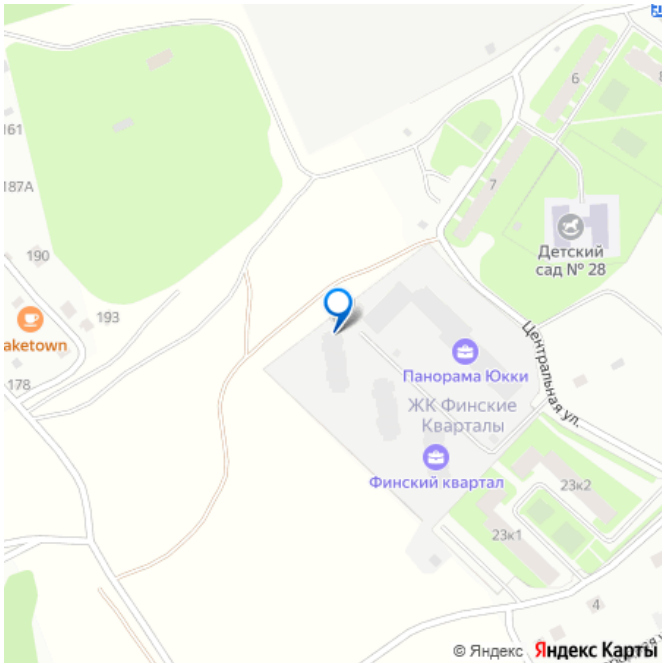 6
161
7
187А
Детский
сад № 28
190
193
aketown
Центральная ул.
Панорама Юкки
178
ЖК Финские
Кварталы
Финский квартал
23к2
23к1
4
© Яндекс Яндекс Карты